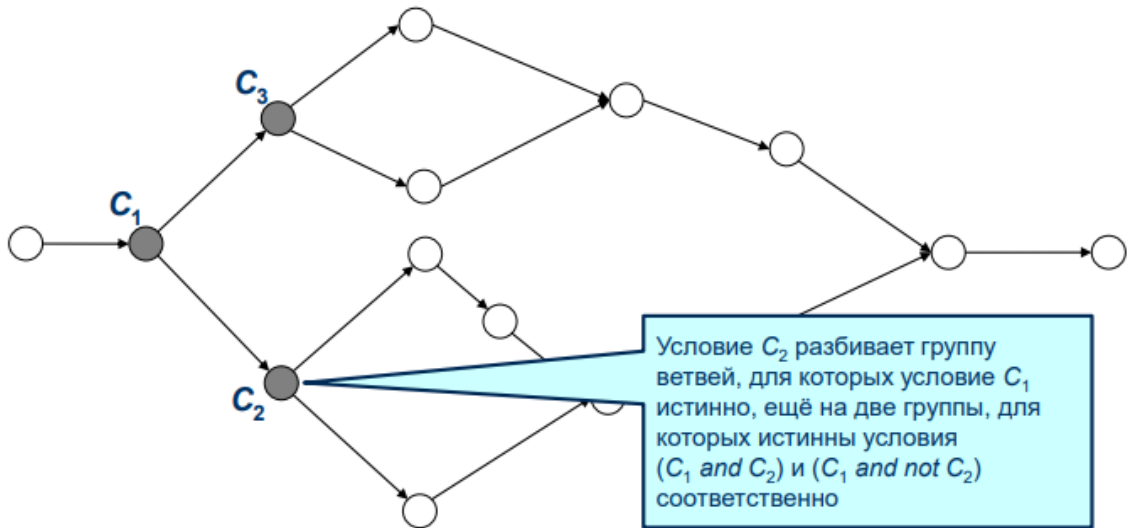 C3
C1
C2
Условие C2 разбивает группу
ветвей, для которых условие C1
истинно, ещё на две группы, для
которых истинны условия
(C1 and C2) и (C1 and not C2)
соответственно